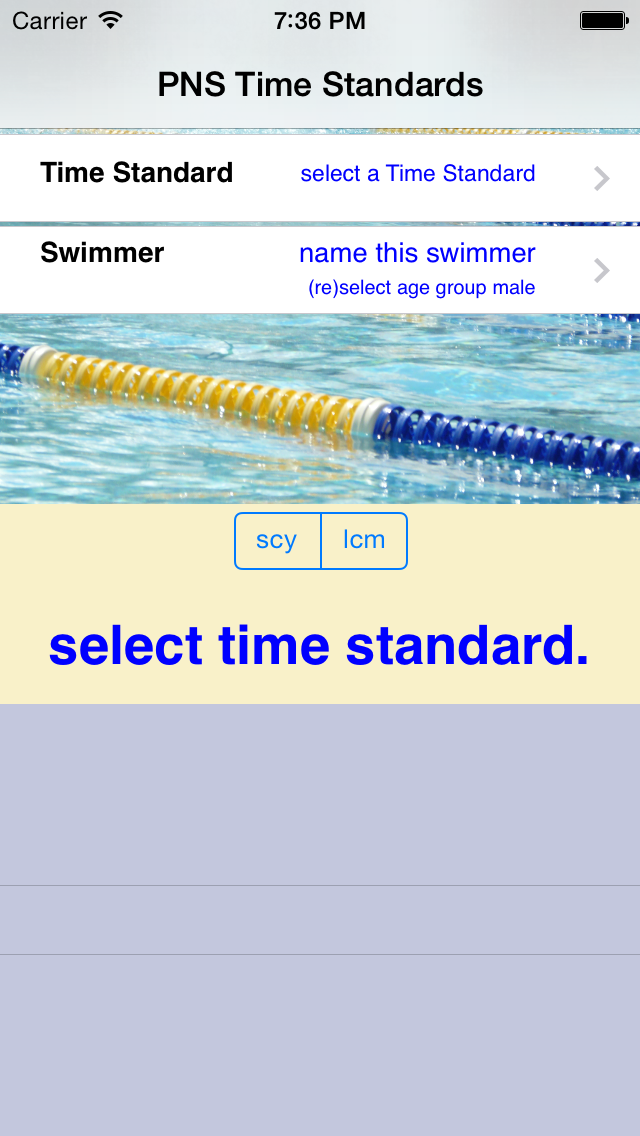 Carrier 7:36 PM
PNS Time Standards
Time Standard select a Time Standard
Swimmer name this swimmer
(re)select age group male
scy lcm
select time standard.